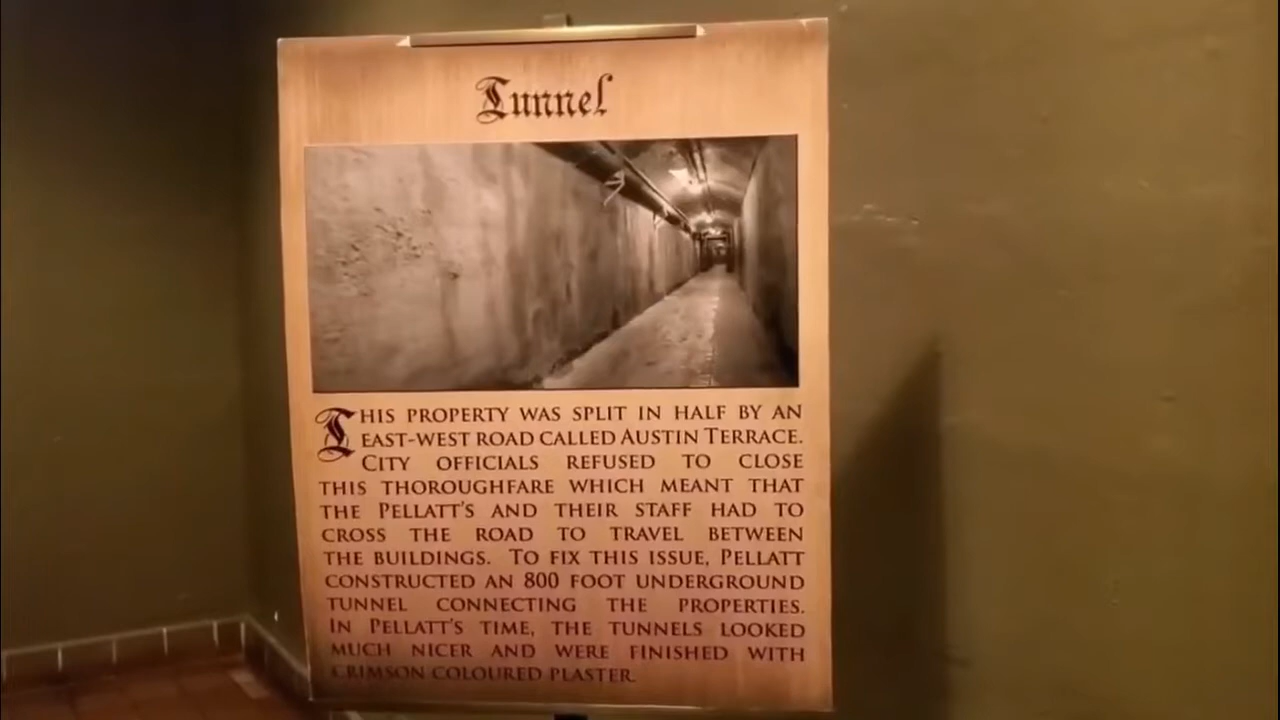 Tunnel
THIS PROPERTY WAS SPLIT IN HALF BY AN
EAST-WEST ROAD CALLED AUSTIN TERRACE.
CITY OFFICIALS REFUSED TO CLOSE
THIS THOROUGHFARE WHICH MEANT THAT
THE PELLATT'S AND THEIR STAFF HAD TO
CROSS THE ROAD TO TRAVEL BETWEEN
THE BUILDINGS. TO FIX THIS ISSUE, PELLATT
CONSTRUCTED AN 800 FOOT UNDERGROUND
TUNNEL CONNECTING THE PROPERTIES.
IN PELLATT'S TIME, THE TUNNELS LOOKED
MUCH NICER AND WERE FINISHED WITH
CRIMSON COLOURED PLASTER.